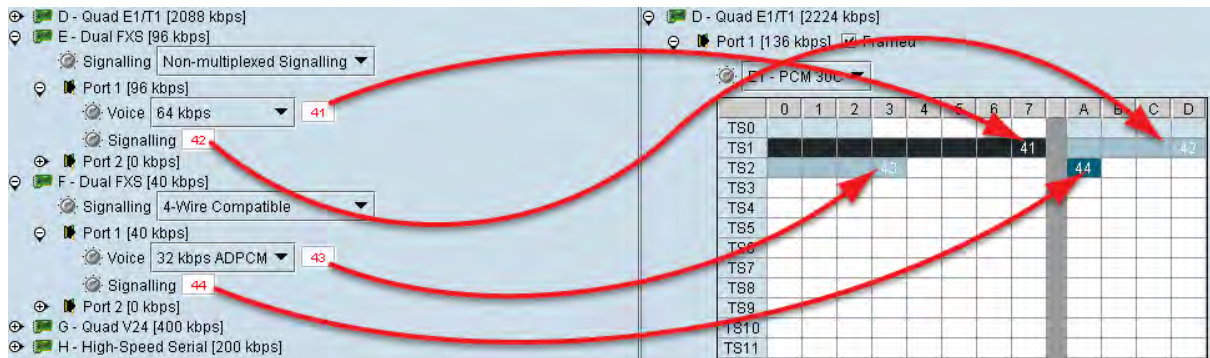 D - Quad E1/T1 [2088 kbps]
E - Dual FXS [96 kbps]
Signalling Non-multiplexed Signalling
Port 1 [96 kbps]
Voice 64 kbps 41
Signalling 42
Port 2 [0 kbps]
F - Dual FXS [40 kbps]
Signalling 4-Wire Compatible
Port 1 [40 kbps]
Voice 32 kbps ADPCM 43
Signalling 44
Port 2 [0 kbps]
G - Quad V24 [400 kbps]
H - High-Speed Serial [200 kbps]
D - Quad E1/T1 [2224 kbps]
Port 1 [136 kbps] Framed
E1 - PCM 30C
0 1 2 3 4 5 6 7 A B C D
TS0
TS1 41 42
TS2 43 44
TS3
TS4
TS5
TS6
TS7
TS8
TS9
TS10
TS11